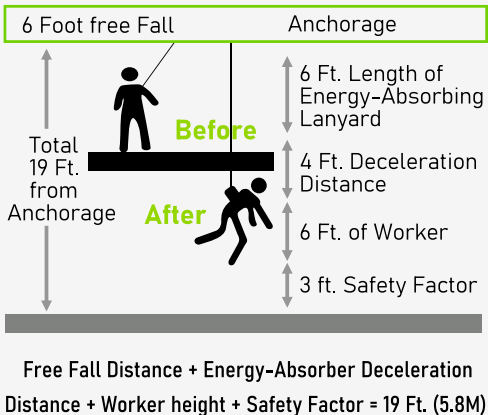 6 Foot free Fall
Anchorage
6 Ft. Length of
Energy-Absorbing
Lanyard
Before
Total
19 Ft.
from
Anchorage
4 Ft. Deceleration
Distance
After
6 Ft. of Worker
3 ft. Safety Factor
Free Fall Distance + Energy-Absorber Deceleration
Distance + Worker height + Safety Factor = 19 Ft. (5.8M)